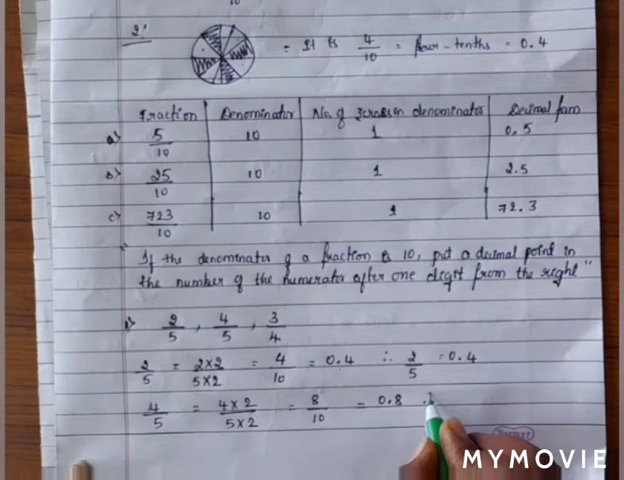 10
2. = It is 4/10 = four-tenths = 0.4
Fraction Denominator No. of zeroes in denominator Decimal form
a) 5/10 10 1 0.5
b) 25/10 10 1 2.5
c) 723/10 10 1 72.3
If the denominator of a fraction is 10, put a decimal point in
the number of the numerator after one digit from the right"
1) 2/5, 4/5, 3/4
2/5 = 2×2/5×2 = 4/10 = 0.4 ∴ 2/5 = 0.4
4/5 = 4×2/5×2 = 8/10 = 0.8
MYMOVIE